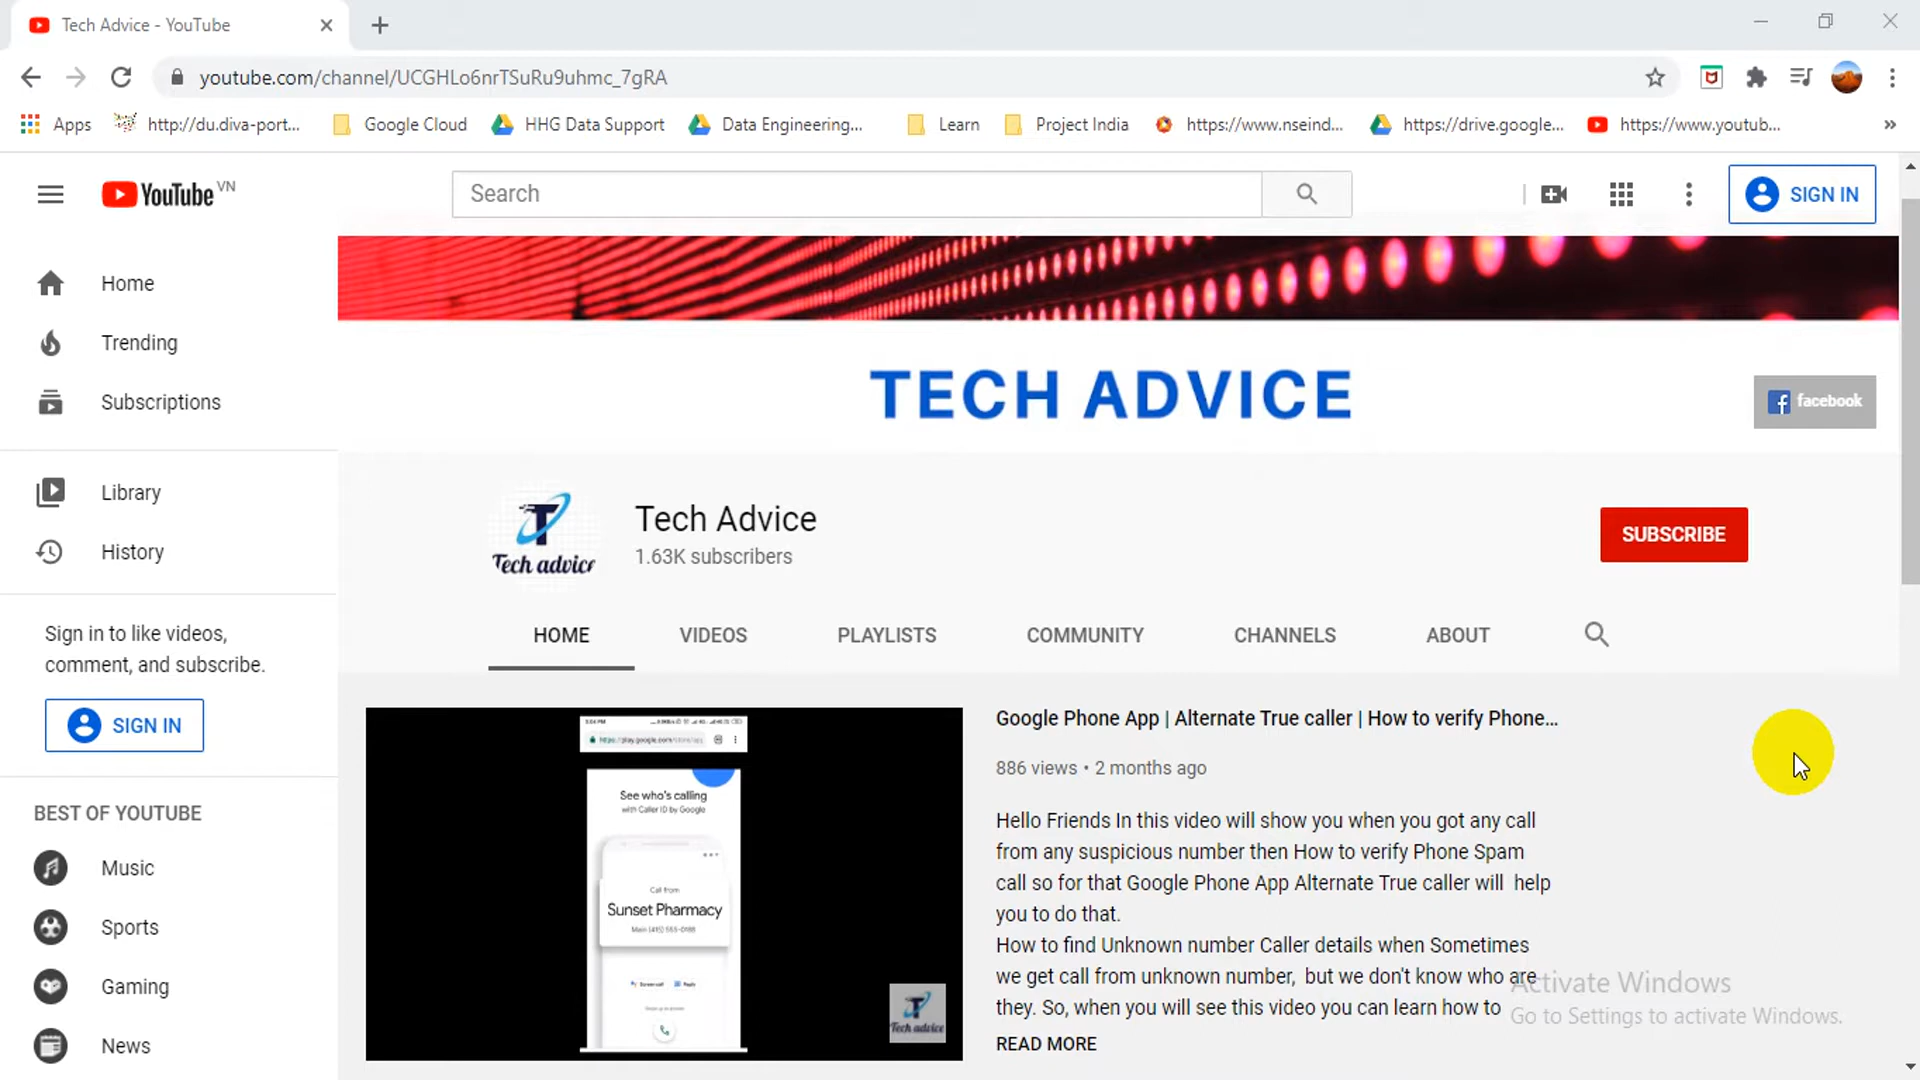 Tech Advice - YouTube
youtube.com/channel/UCGHLo6nrTSuRu9uhmc_7gRA
Apps
http://du.diva-port...
Google Cloud
HHG Data Support
Data Engineering...
Learn
Project India
https://www.nseind...
https://drive.google...
https://www.youtub...
YouTube VN
Search
SIGN IN
Home
Trending
Subscriptions
Library
History
Sign in to like videos,
comment, and subscribe.
SIGN IN
BEST OF YOUTUBE
Music
Sports
Gaming
News
TECH ADVICE
facebook
Tech advice
Tech Advice
1.63K subscribers
SUBSCRIBE
HOME
VIDEOS
PLAYLISTS
COMMUNITY
CHANNELS
ABOUT
See who's calling
with Caller ID by Google
Call from
Sunset Pharmacy
Tech advice
Google Phone App | Alternate True caller | How to verify Phone...
886 views • 2 months ago
Hello Friends In this video will show you when you got any call
from any suspicious number then How to verify Phone Spam
call so for that Google Phone App Alternate True caller will help
you to do that.
How to find Unknown number Caller details when Sometimes
we get call from unknown number, but we don't know who are
they. So, when you will see this video you can learn how to
READ MORE
Activate Windows
Go to Settings to activate Windows.